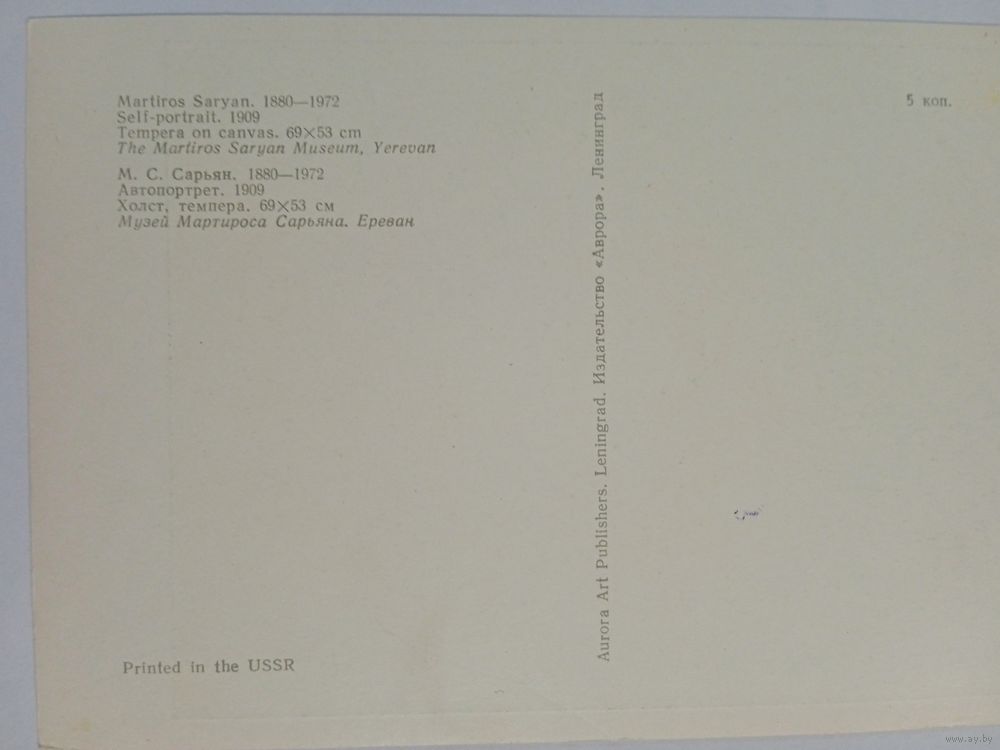 Martiros Saryan. 1880—1972
Self-portrait. 1909
Tempera on canvas. 69×53 cm
The Martiros Saryan Museum, Yerevan
М. С. Сарьян. 1880—1972
Автопортрет. 1909
Холст, темпера. 69×53 см
Музей Мартироса Сарьяна. Ереван
Printed in the USSR
Aurora Art Publishers. Leningrad. Издательство «Аврора». Ленинград
5 коп.
www.ay.by